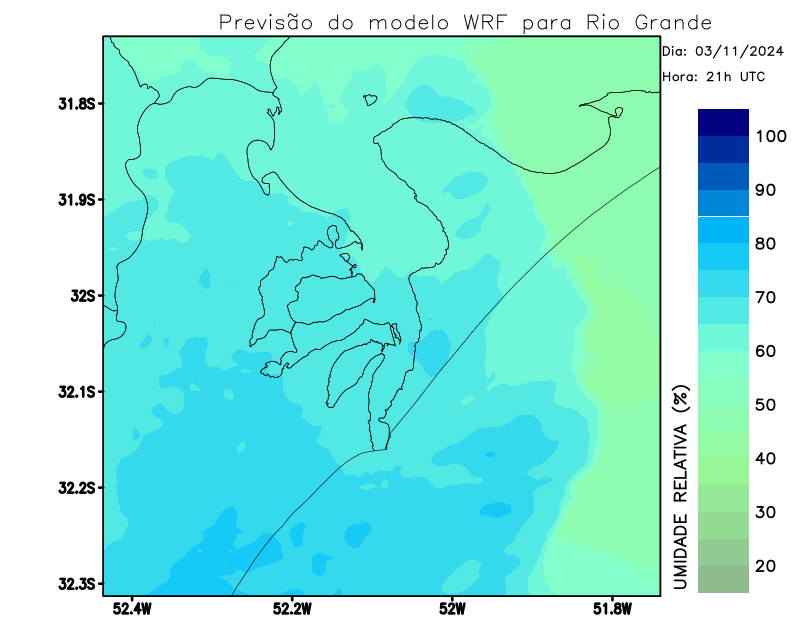 Previsão do modelo WRF para Rio Grande
Dia: 03/11/2024
Hora: 21h UTC
31.8S
31.9S
32S
32.1S
32.2S
32.3S
52.4W
52.2W
52W
51.8W
100
90
80
70
60
50
40
30
20
UMIDADE RELATIVA (%)